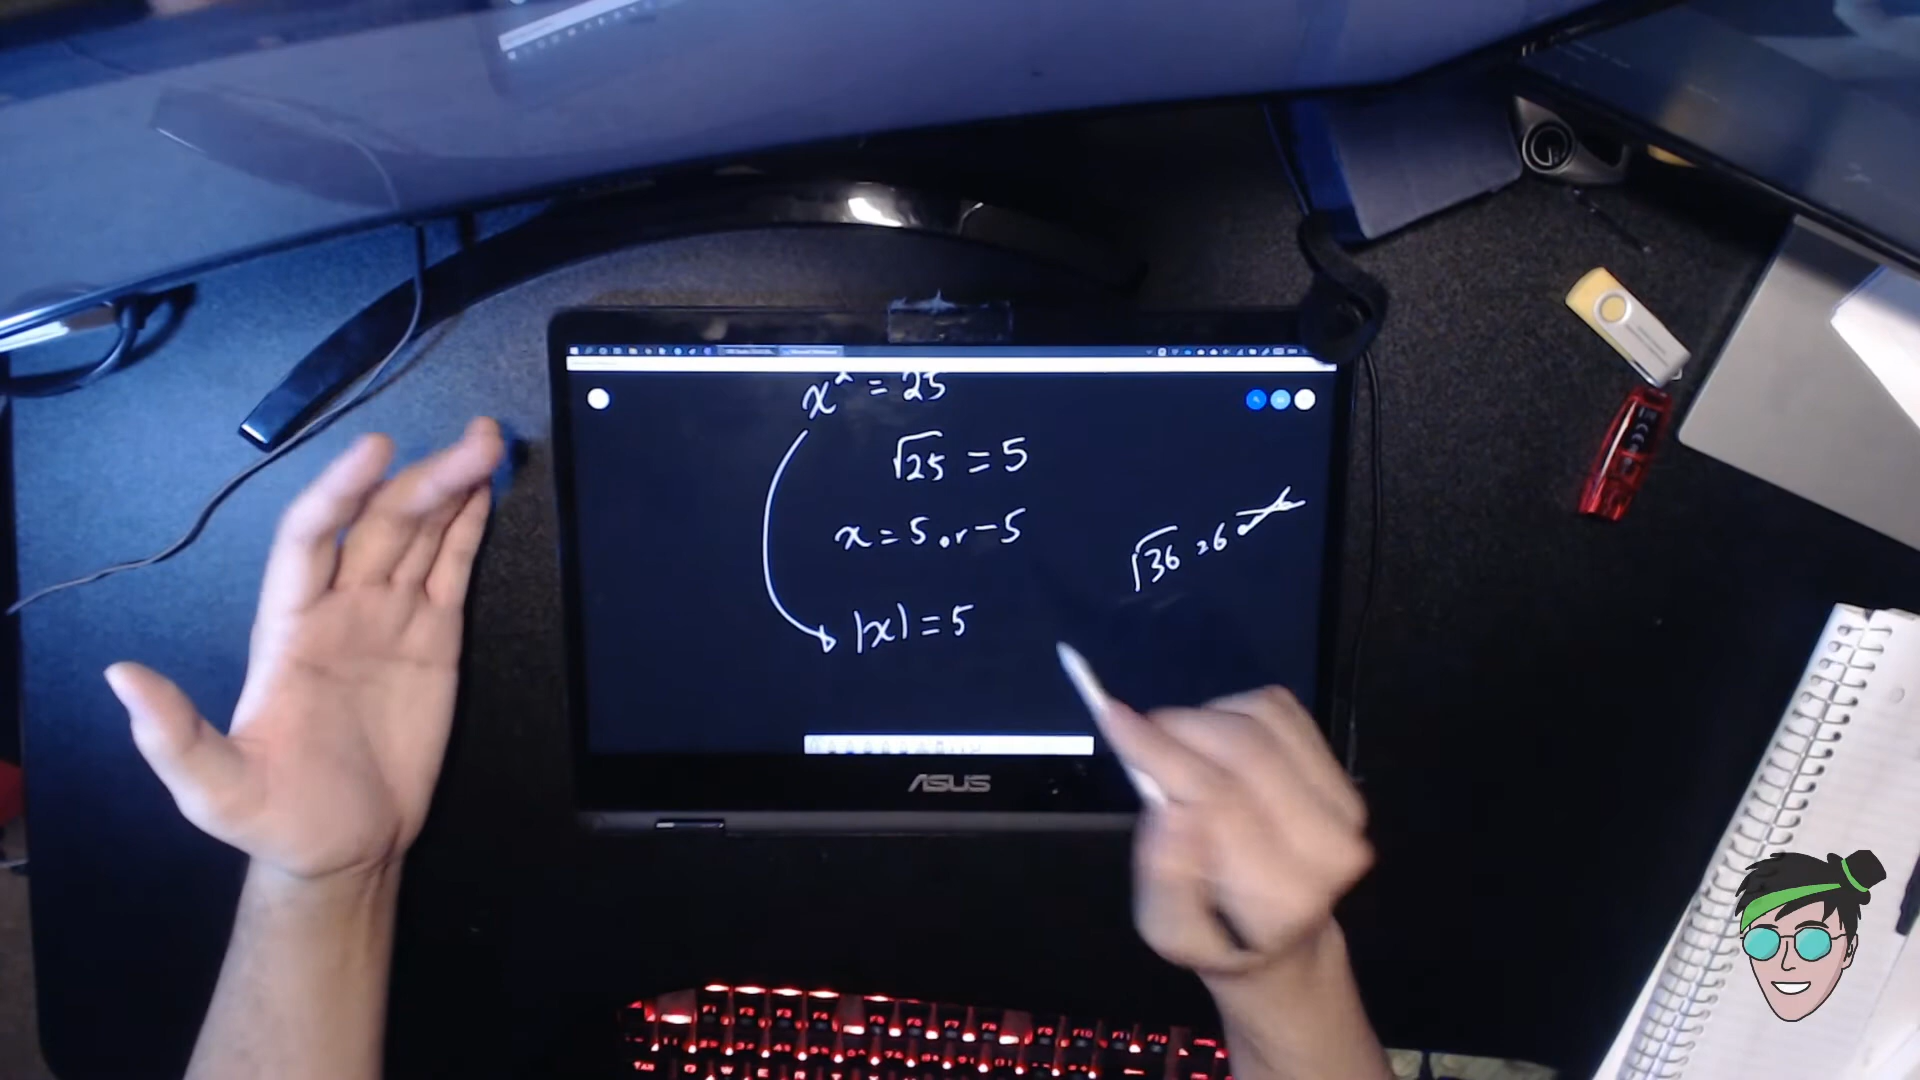 x² = 25
√25 = 5
x = 5 or -5
√36 = 6
|x| = 5
ASUS